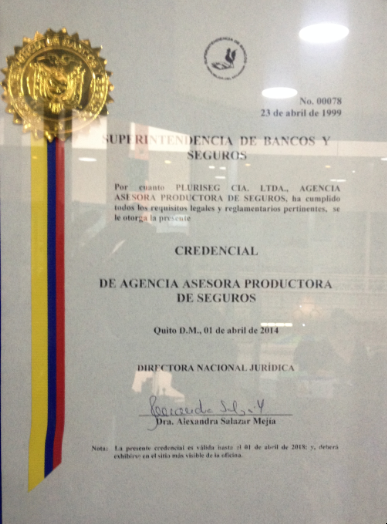 SUPERINTENDENCIA DE BANCOS
No. 00078
23 de abril de 1999
SUPERINTENDENCIA DE BANCOS Y
SEGUROS
Por cuanto PLURISEG CIA. LTDA., AGENCIA
ASESORA PRODUCTORA DE SEGUROS, ha cumplido
todos los requisitos legales y reglamentarios pertinentes, se
le otorga la presente
CREDENCIAL
DE AGENCIA ASESORA PRODUCTORA
DE SEGUROS
Quito D.M., 01 de abril de 2014
DIRECTORA NACIONAL JURÍDICA
Dra. Alexandra Salazar Mejía
Nota: La presente credencial es válida hasta el 01 de abril de 2018; y, deberá
exhibirse en el sitio más visible de la oficina.